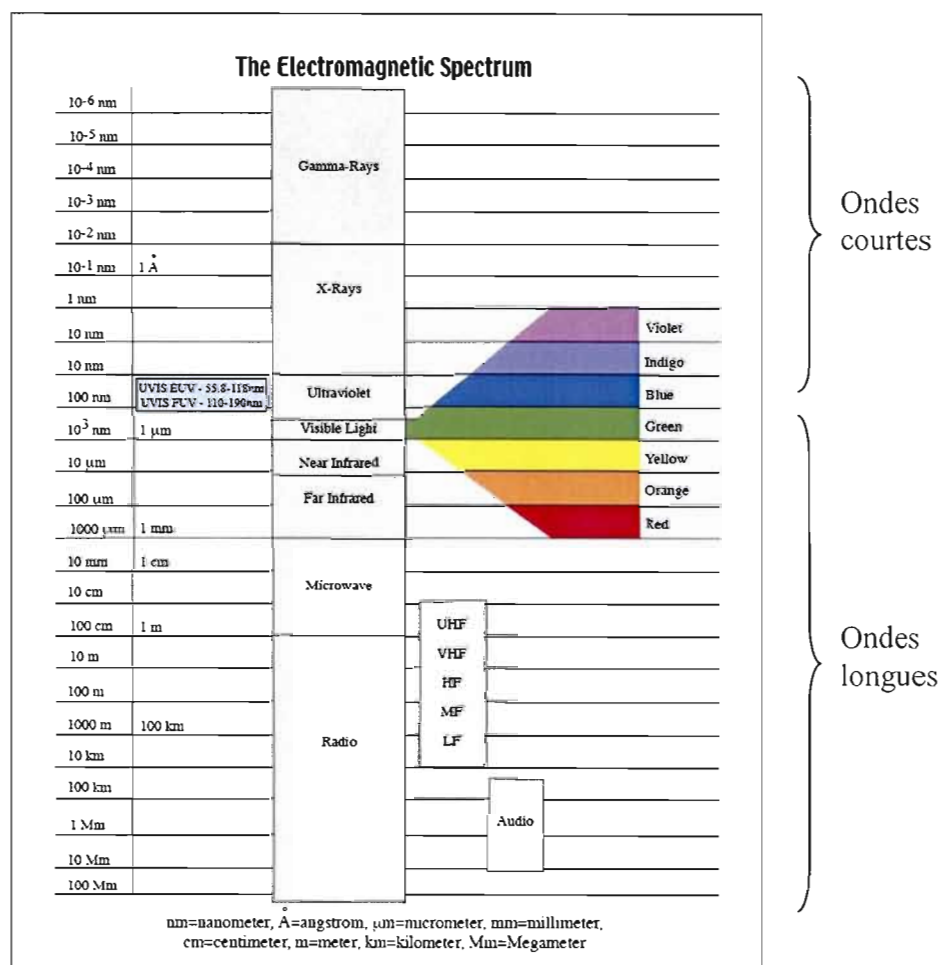 The Electromagnetic Spectrum
10-6 nm
10-5 nm
10-4 nm
Gamma-Rays
10-3 nm
10-2 nm
10-1 nm 1 Å
X-Rays
1 nm
10 nm
Violet
10 nm
Indigo
100 nm
UVIS EUV - 55.8-118nm
UVIS FUV - 110-190nm
Ultraviolet
Blue
10³ nm 1 µm
Visible Light
Green
10 µm
Near Infrared
Yellow
100 µm
Far Infrared
Orange
1000 µm 1 mm
Red
10 mm 1 cm
Microwave
10 cm
100 cm 1 m
UHF
10 m
VHF
100 m
HF
1000 m 100 km
MF
Radio
LF
10 km
100 km
1 Mm
Audio
10 Mm
100 Mm
Ondes
courtes
Ondes
longues
nm=nanometer, Å=angstrom, µm=micrometer, mm=millimeter,
cm=centimeter, m=meter, km=kilometer, Mm=Megameter